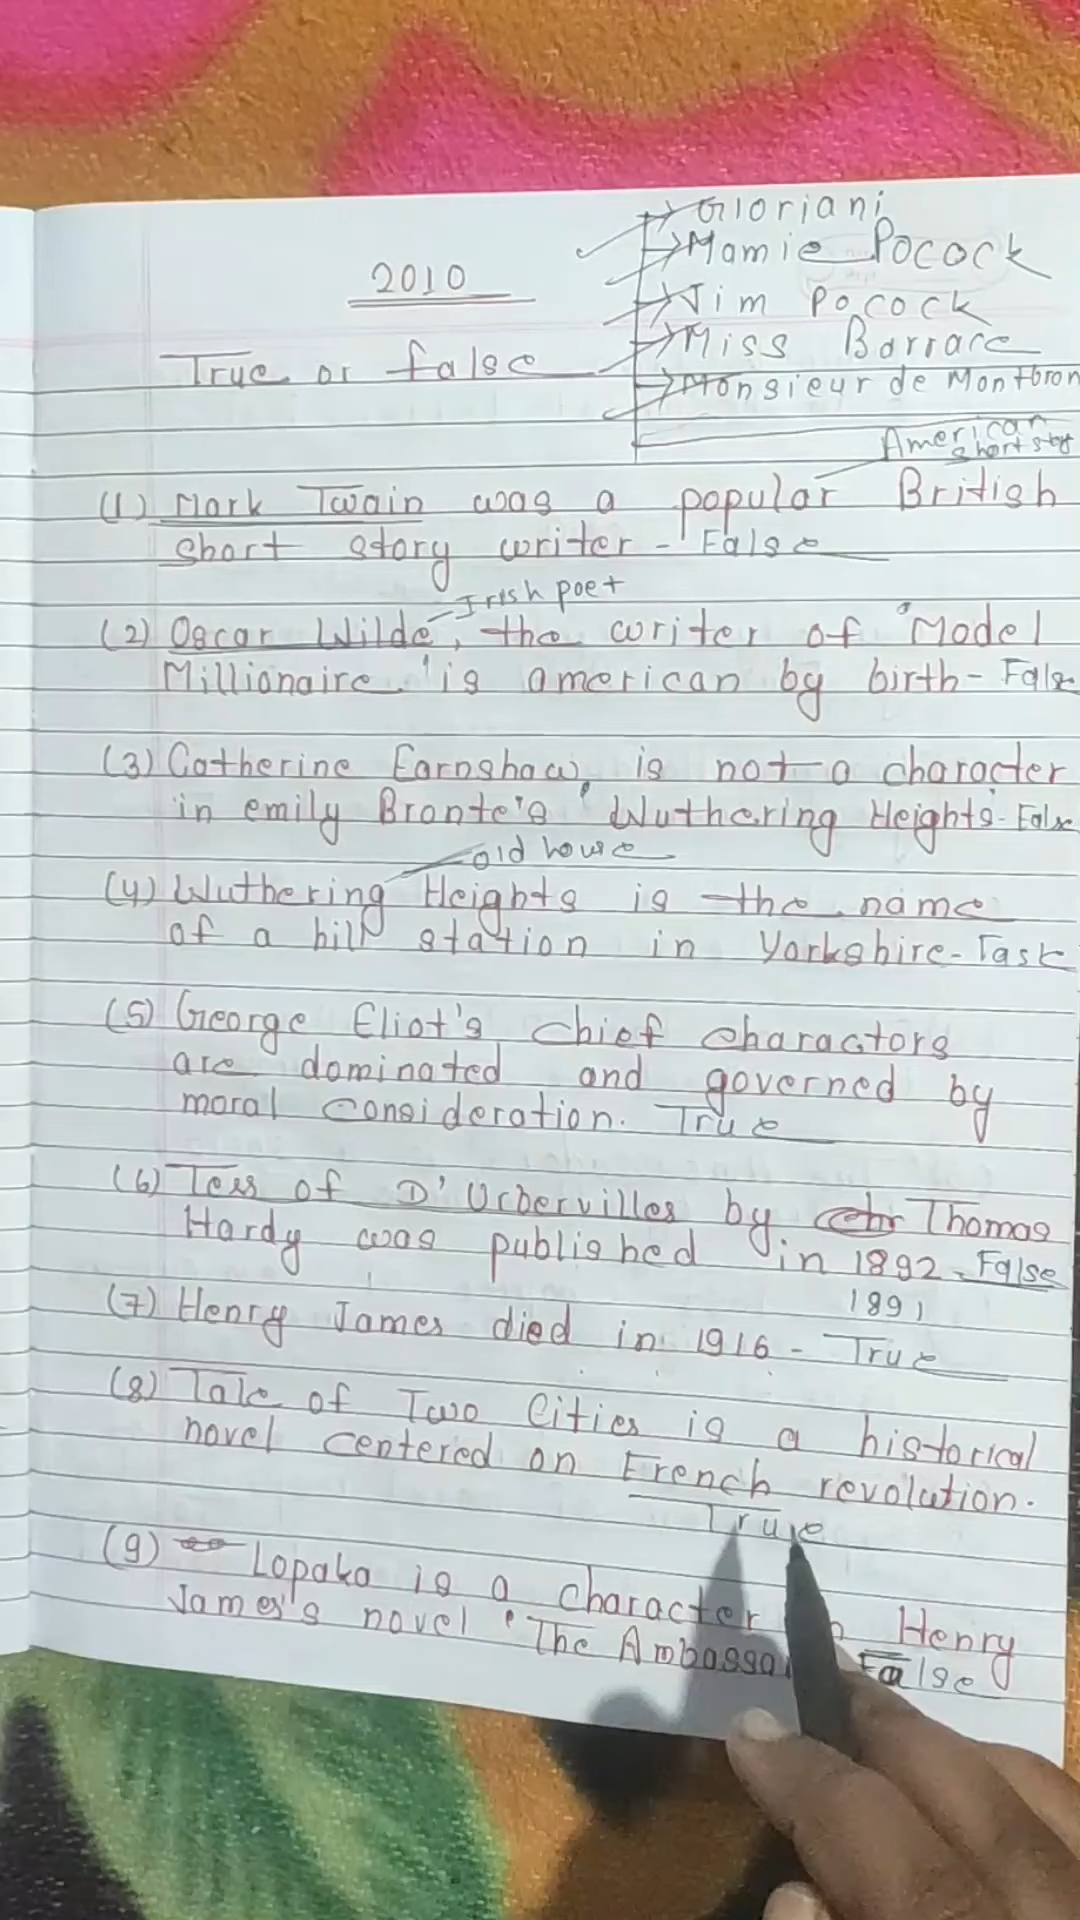 Gloriani
Mamie Pocock
2010
Jim Pocock
Miss Barrace
True or false
Monsieur de Montbron
American
short story
(1) Mark Twain was a popular British
short story writer - False
Irish poet
(2) Oscar Wilde, the writer of 'Model
Millionaire' is american by birth - False
(3) Catherine Earnshaw is not a character
in emily Bronte's 'Wuthering Heights' - False
old house
(4) Wuthering Heights is the name
of a hill station in Yorkshire - Fasle
(5) George Eliot's chief charactors
are dominated and governed by
moral consideration. True
(6) Tess of D'Urbervilles by Thomas
Hardy was published in 1892 - False
1891
(7) Henry James died in 1916 - True
(8) Tale of Two Cities is a historical
novel centered on French revolution.
True
(9) Lopaka is a character Henry
James's novel 'The False